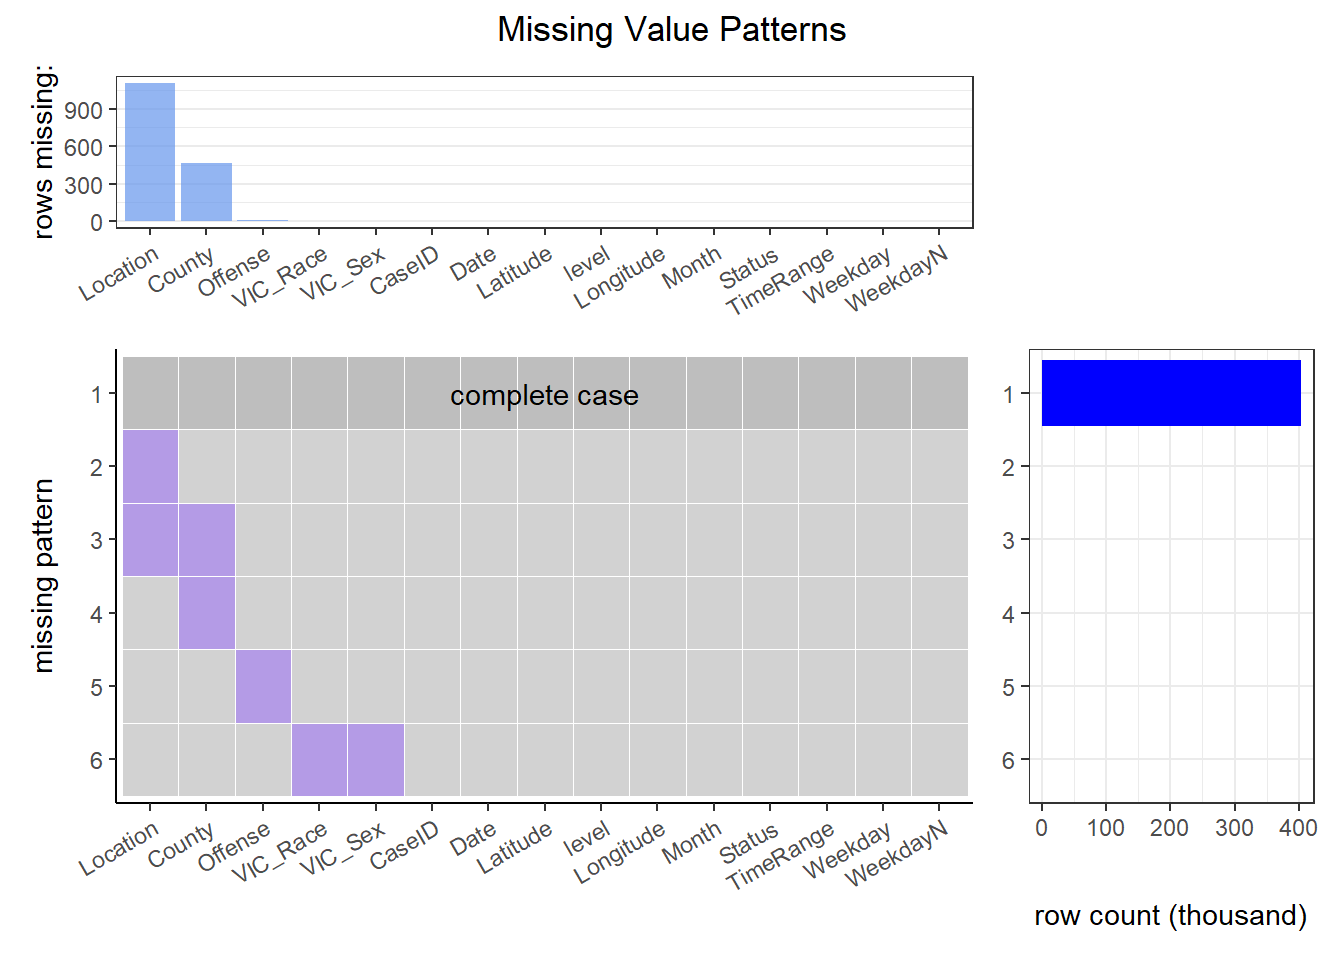 Missing Value Patterns
rows missing:
900
600
300
0
Location
County
Offense
VIC_Race
VIC_Sex
CaseID
Date
Latitude
level
Longitude
Month
Status
TimeRange
Weekday
WeekdayN
missing pattern
1
2
3
4
5
6
complete case
Location
County
Offense
VIC_Race
VIC_Sex
CaseID
Date
Latitude
level
Longitude
Month
Status
TimeRange
Weekday
WeekdayN
1
2
3
4
5
6
0 100 200 300 400
row count (thousand)